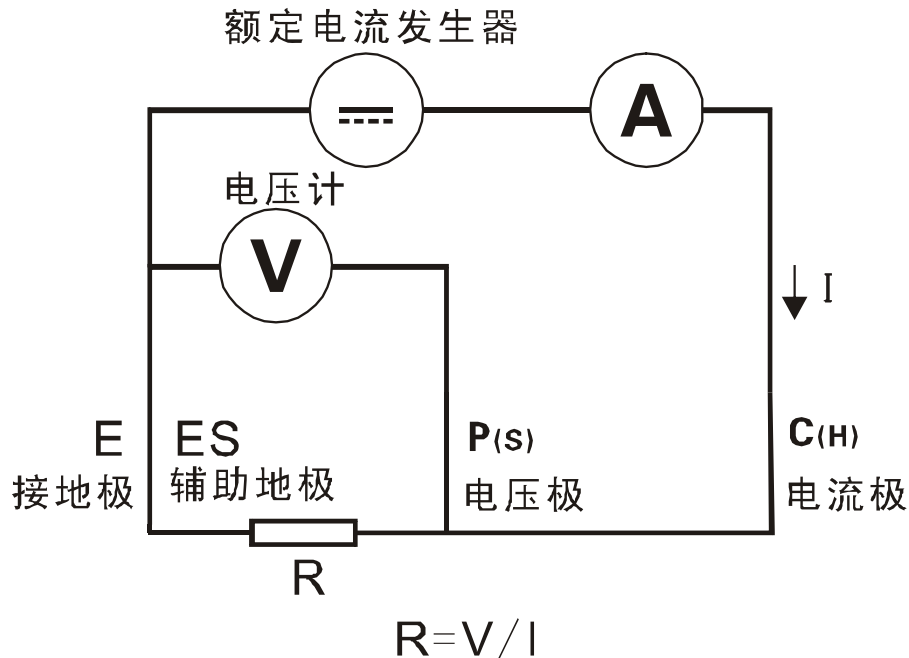 额定电流发生器
A
电压计
V
I
E
ES
P(S)
C(H)
接地极
辅助地极
电压极
电流极
R
R=V/I